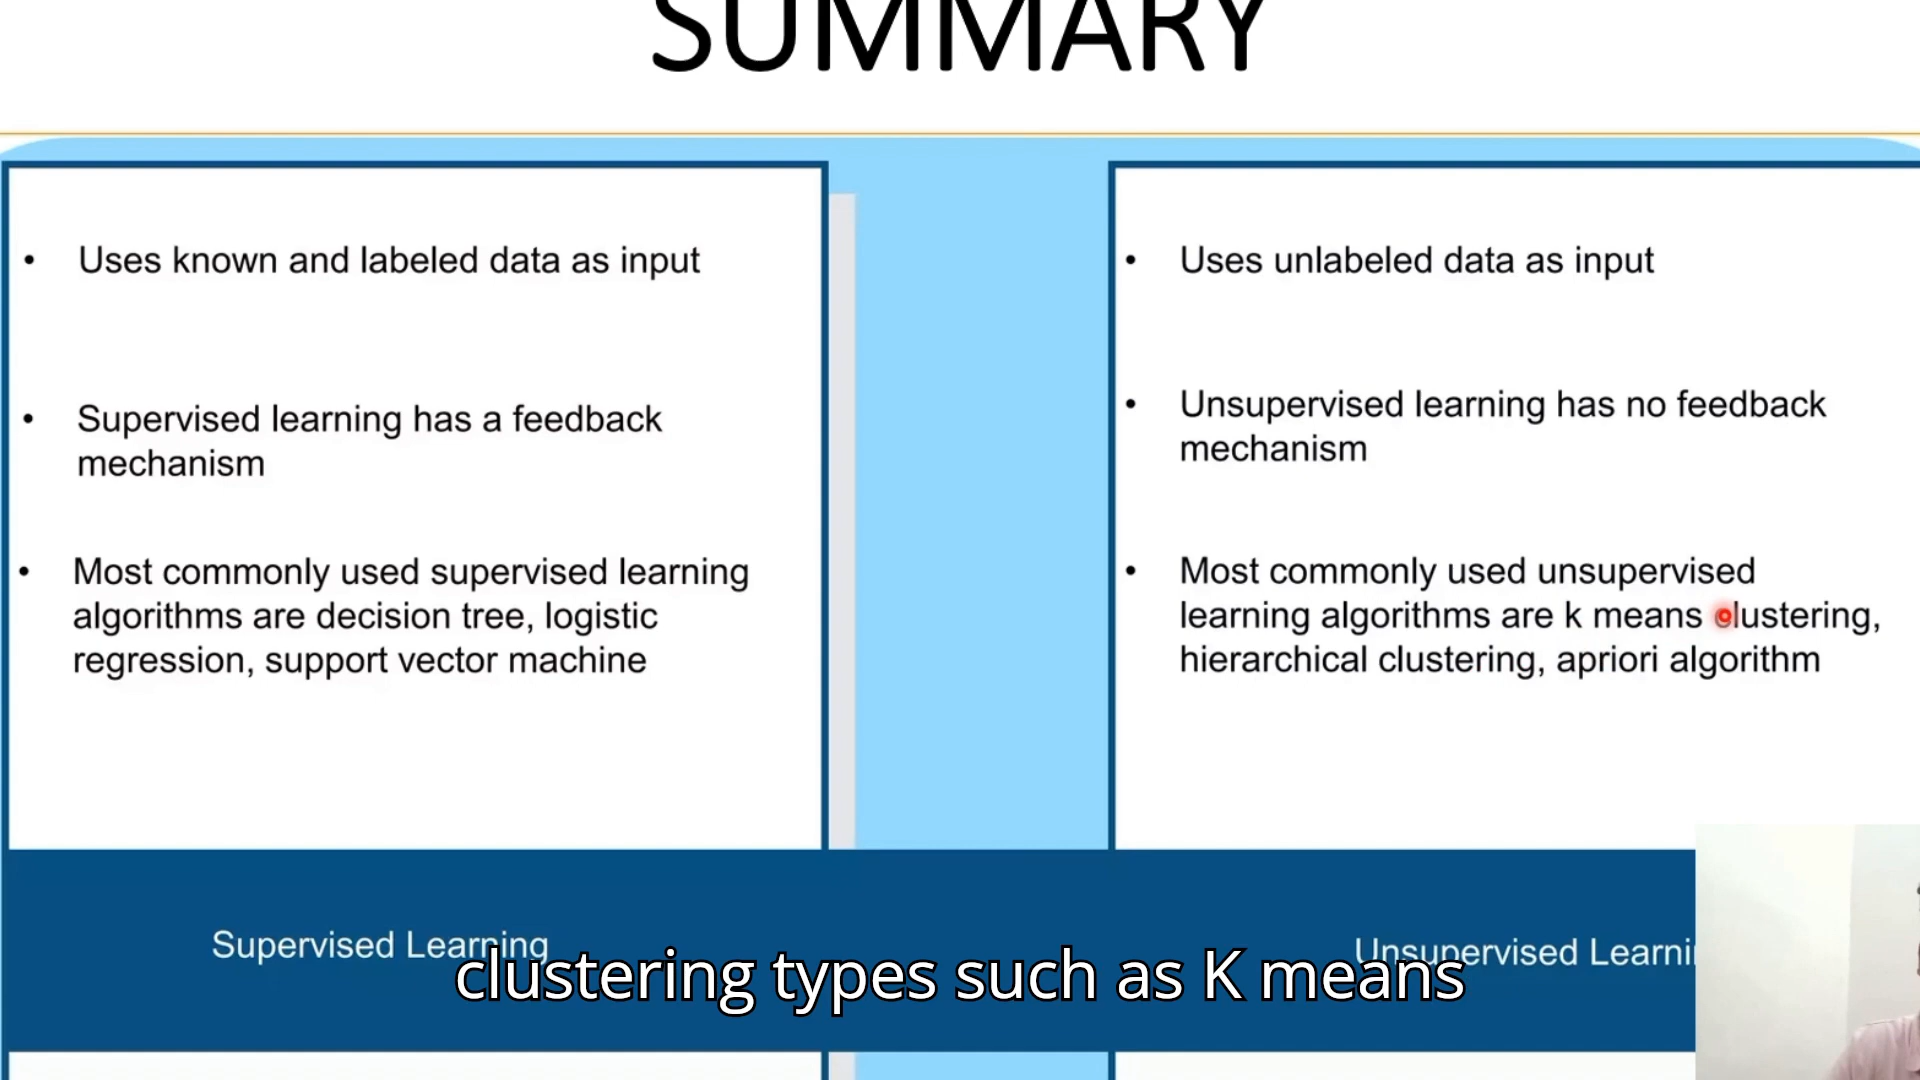 SUMMARY
• Uses known and labeled data as input
• Supervised learning has a feedback
mechanism
• Most commonly used supervised learning
algorithms are decision tree, logistic
regression, support vector machine
• Uses unlabeled data as input
• Unsupervised learning has no feedback
mechanism
• Most commonly used unsupervised
learning algorithms are k means clustering,
hierarchical clustering, apriori algorithm
Supervised Learning
Unsupervised Learni
clustering types such as K means